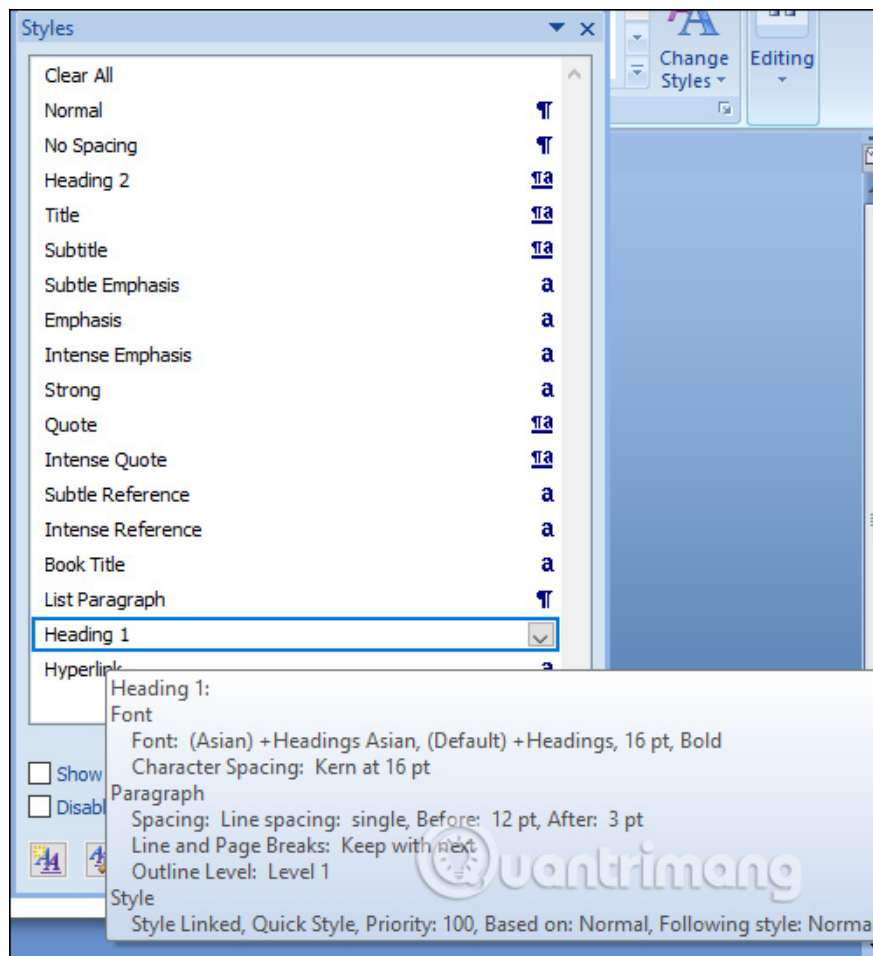 Styles
Change
Styles
Editing
Clear All
Normal ¶
No Spacing ¶
Heading 2 ¶a
Title ¶a
Subtitle ¶a
Subtle Emphasis a
Emphasis a
Intense Emphasis a
Strong a
Quote ¶a
Intense Quote ¶a
Subtle Reference a
Intense Reference a
Book Title a
List Paragraph ¶
Heading 1
Hyperlink a
Heading 1:
Font
Font: (Asian) +Headings Asian, (Default) +Headings, 16 pt, Bold
Character Spacing: Kern at 16 pt
Show
Paragraph
Disabl
Spacing: Line spacing: single, Before: 12 pt, After: 3 pt
Line and Page Breaks: Keep with next
Outline Level: Level 1
Quantrimang
Style
Style Linked, Quick Style, Priority: 100, Based on: Normal, Following style: Norma